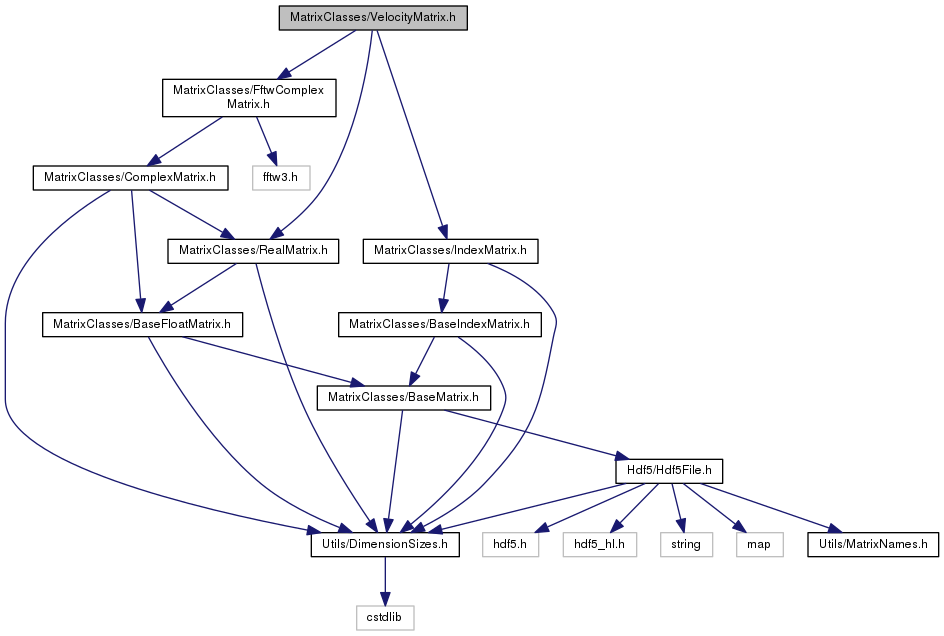 MatrixClasses/VelocityMatrix.h
MatrixClasses/FftwComplex
Matrix.h
MatrixClasses/ComplexMatrix.h
fftw3.h
MatrixClasses/RealMatrix.h
MatrixClasses/IndexMatrix.h
MatrixClasses/BaseFloatMatrix.h
MatrixClasses/BaseIndexMatrix.h
MatrixClasses/BaseMatrix.h
Hdf5/Hdf5File.h
Utils/DimensionSizes.h
hdf5.h
hdf5_hl.h
string
map
Utils/MatrixNames.h
cstdlib